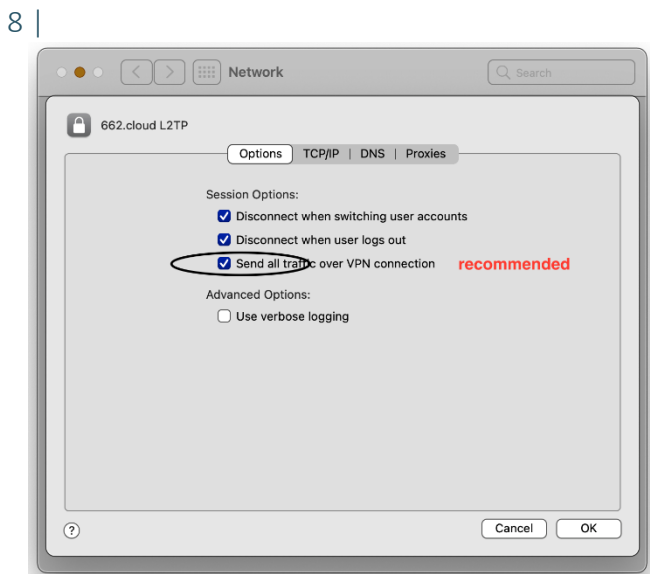 8 |
Network
Search
662.cloud L2TP
Options TCP/IP | DNS | Proxies
Session Options:
Disconnect when switching user accounts
Disconnect when user logs out
Send all traffic over VPN connection recommended
Advanced Options:
Use verbose logging
? Cancel OK